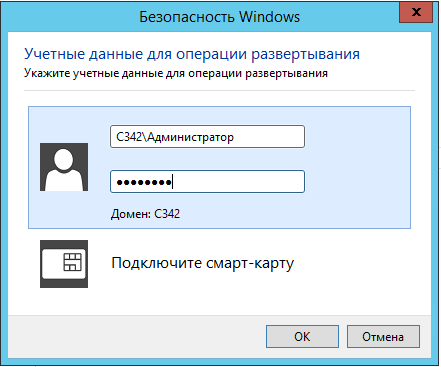 Безопасность Windows
x
Учетные данные для операции развертывания
Укажите учетные данные для операции развертывания
C342\Администратор
●●●●●●●●
Домен: C342
Подключите смарт-карту
OK
Отмена